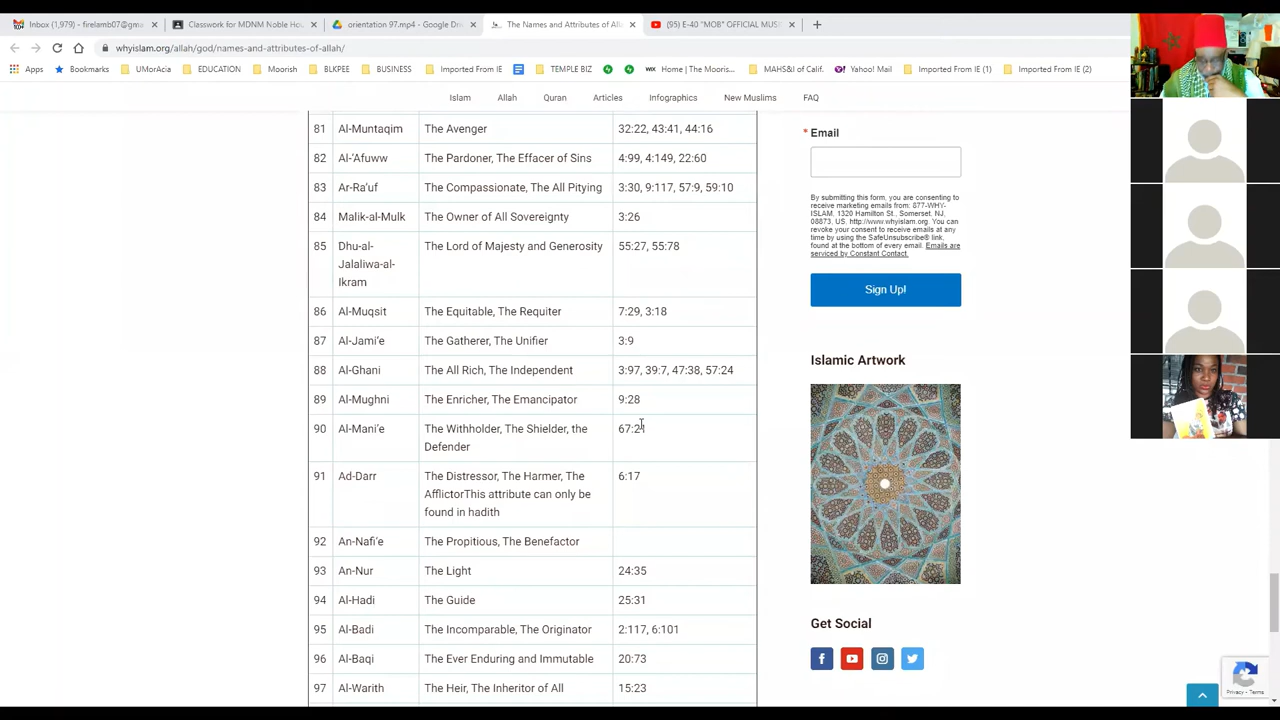 Inbox (1,979) - firelamb07@gma
Classwork for MDNM Noble Hou
orientation 97.mp4 - Google Dri
The Names and Attributes of All
(95) E-40 "MOB" OFFICIAL MUSI
whyislam.org/allah/god/names-and-attributes-of-allah/
Apps Bookmarks UMorAcia EDUCATION Moorish BLKPEE BUSINESS Imported From IE TEMPLE BIZ WIX Home | The Mooris... MAHS&I of Calif. Yahoo! Mail Imported From IE (1) Imported From IE (2)
Islam Allah Quran Articles Infographics New Muslims FAQ
81 Al-Muntaqim The Avenger 32:22, 43:41, 44:16
82 Al-'Afuww The Pardoner, The Effacer of Sins 4:99, 4:149, 22:60
83 Ar-Ra'uf The Compassionate, The All Pitying 3:30, 9:117, 57:9, 59:10
84 Malik-al-Mulk The Owner of All Sovereignty 3:26
85 Dhu-al- The Lord of Majesty and Generosity 55:27, 55:78
Jalaliwa-al-
Ikram
86 Al-Muqsit The Equitable, The Requiter 7:29, 3:18
87 Al-Jami'e The Gatherer, The Unifier 3:9
88 Al-Ghani The All Rich, The Independent 3:97, 39:7, 47:38, 57:24
89 Al-Mughni The Enricher, The Emancipator 9:28
90 Al-Mani'e The Withholder, The Shielder, the 67:21
Defender
91 Ad-Darr The Distressor, The Harmer, The 6:17
AfflictorThis attribute can only be
found in hadith
92 An-Nafi'e The Propitious, The Benefactor
93 An-Nur The Light 24:35
94 Al-Hadi The Guide 25:31
95 Al-Badi The Incomparable, The Originator 2:117, 6:101
96 Al-Baqi The Ever Enduring and Immutable 20:73
97 Al-Warith The Heir, The Inheritor of All 15:23
* Email
By submitting this form, you are consenting to
receive marketing emails from: 877-WHY-
ISLAM, 1320 Hamilton St., Somerset, NJ,
08873, US, http://www.whyislam.org. You can
revoke your consent to receive emails at any
time by using the SafeUnsubscribe® link,
found at the bottom of every email. Emails are
serviced by Constant Contact.
Sign Up!
Islamic Artwork
Get Social
Privacy - Terms